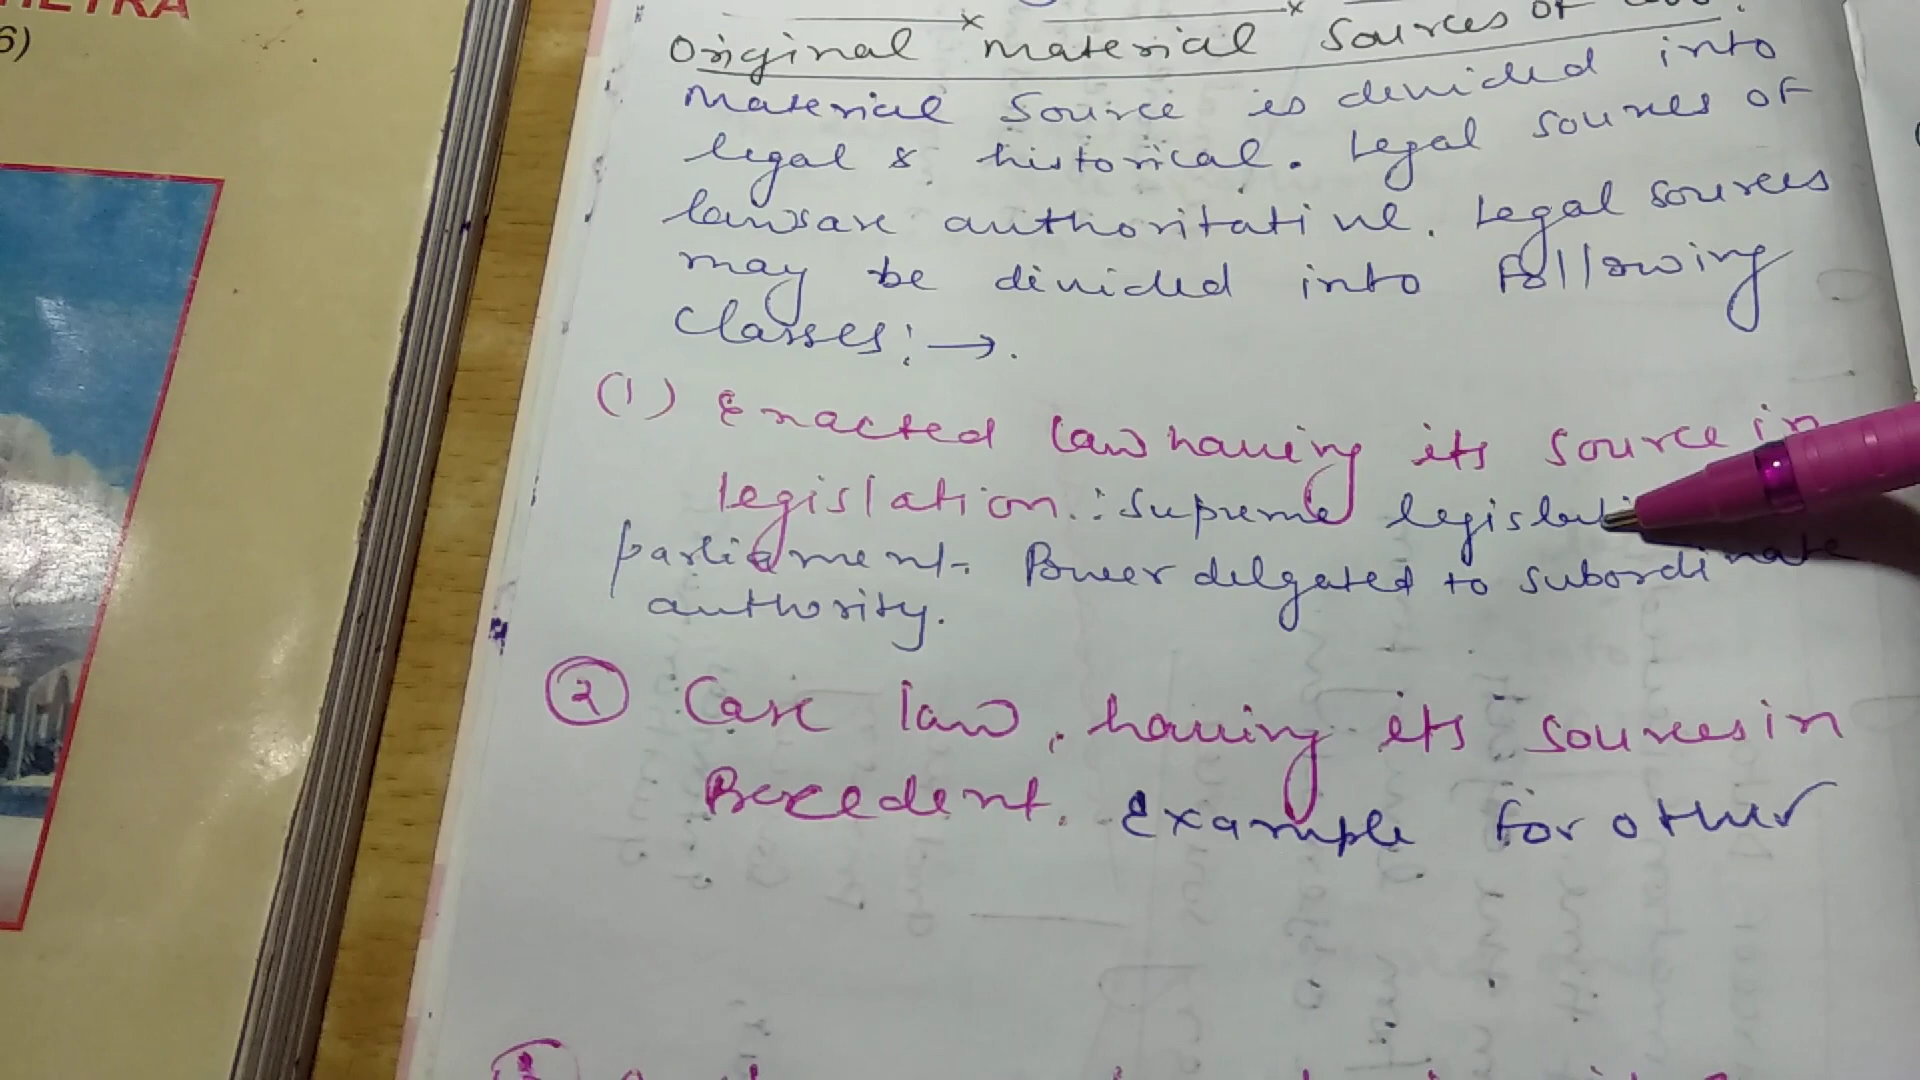 6)
Original material Sources of
Material Source is divided into
legal & historical. Legal sources of
laws are authoritative. Legal sources
may be divided into following
Classes:→.
(1) Enacted law having its source in
legislation.: Supreme
parliament. Power delgated to subordinate
authority.
② Case law, having its sources in
Precedent. Example for other